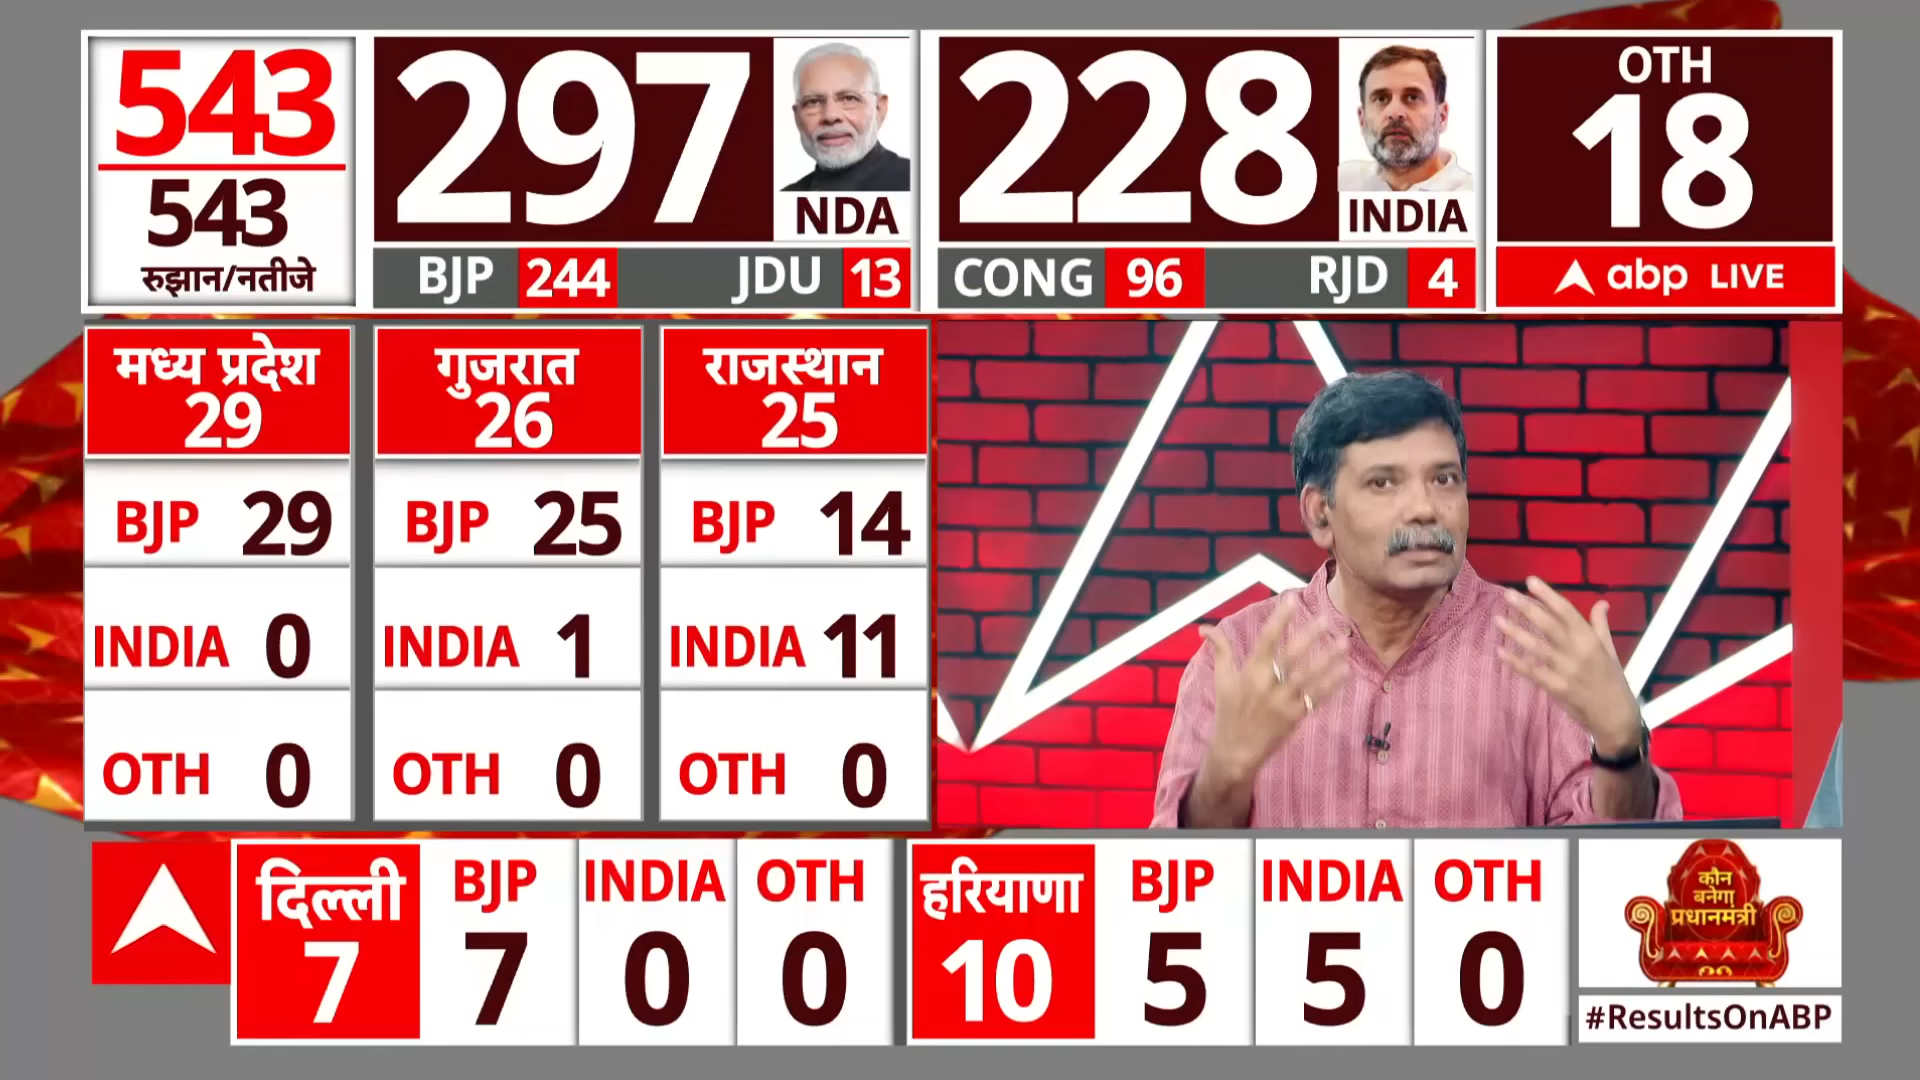 543
543
रुझान/नतीजे
297
NDA
BJP 244 JDU 13
228
INDIA
CONG 96 RJD 4
OTH
18
abp LIVE
मध्य प्रदेश
29
BJP 29
INDIA 0
OTH 0
गुजरात
26
BJP 25
INDIA 1
OTH 0
राजस्थान
25
BJP 14
INDIA 11
OTH 0
दिल्ली
7
BJP
7
INDIA
0
OTH
0
हरियाणा
10
BJP
5
INDIA
5
OTH
0
कौन
बनेगा
प्रधानमंत्री
#ResultsOnABP